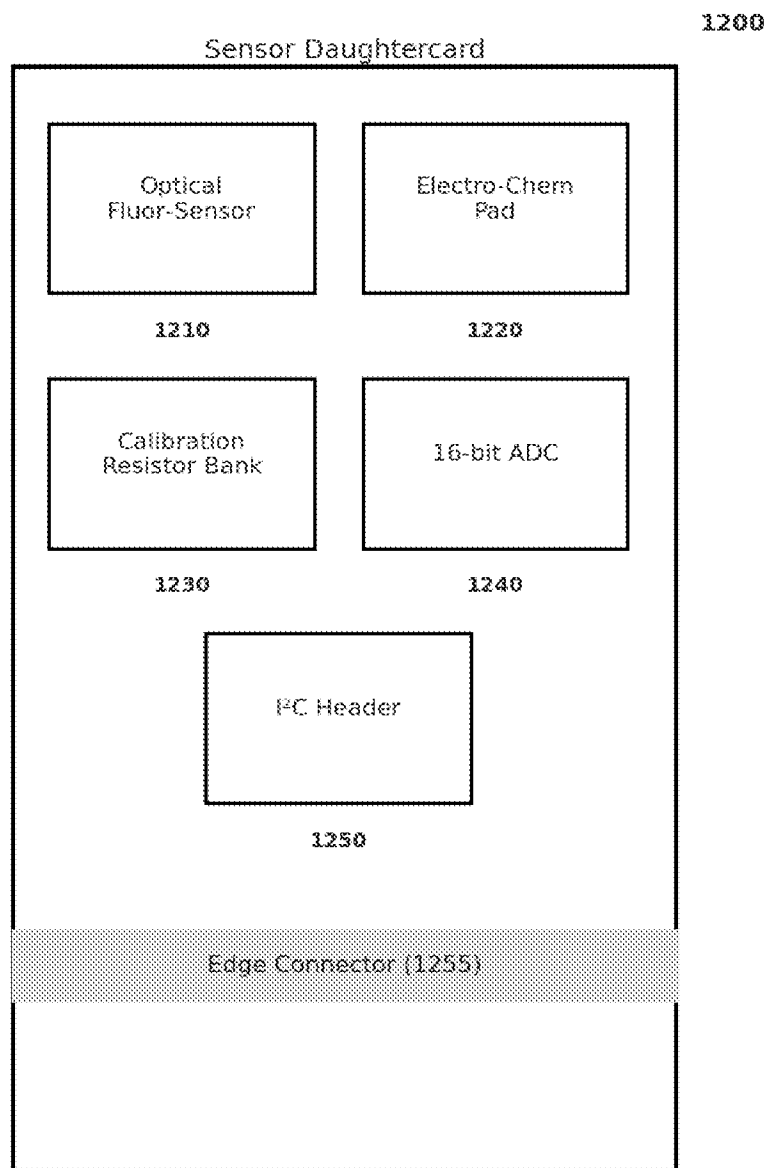 1200
Sensor Daughtercard
Optical
Fluor-Sensor
Electro-Chem
Pad
1210
1220
Calibration
Resistor Bank
16-bit ADC
1230
1240
I²C Header
1250
Edge Connector (1255)